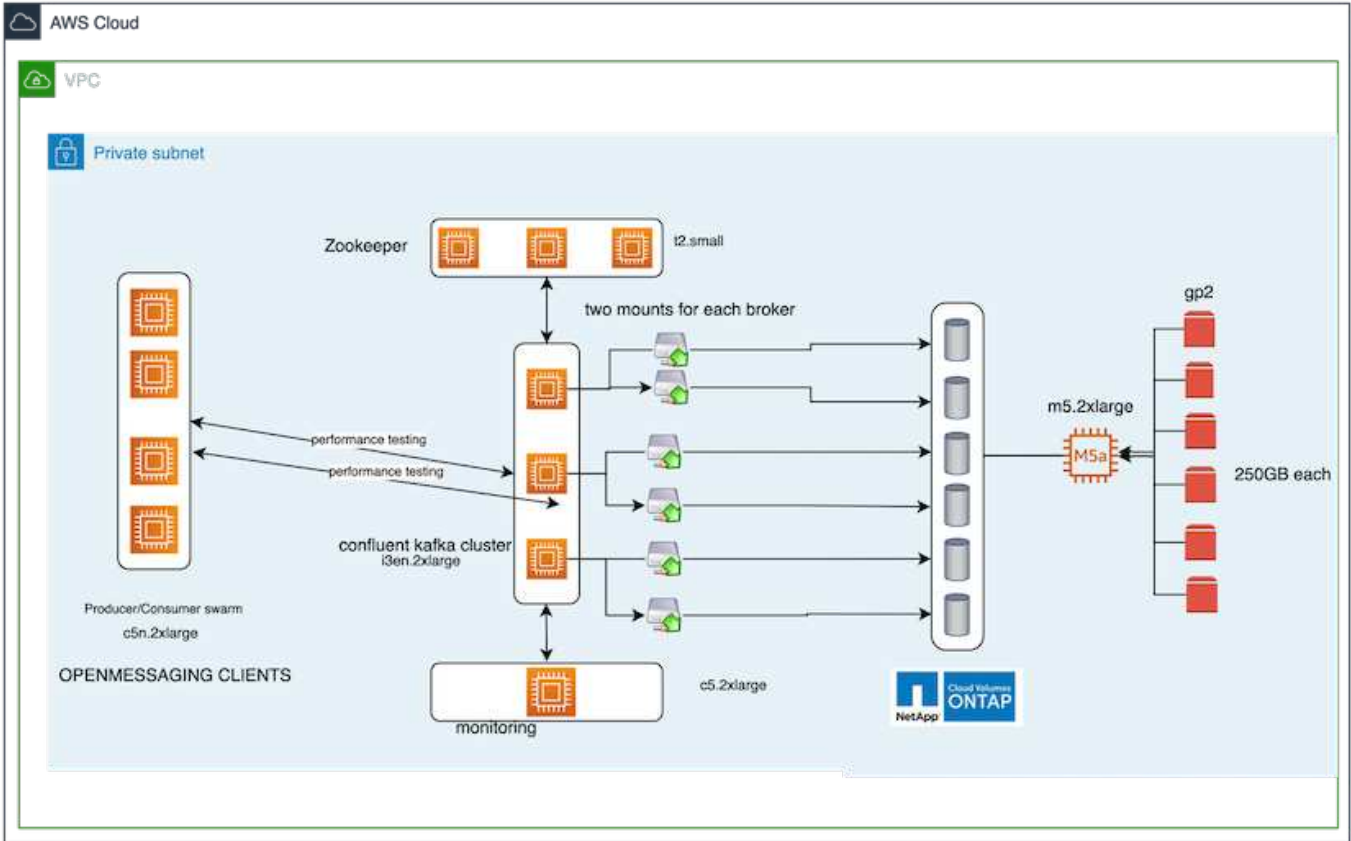 AWS Cloud
VPC
Private subnet
Zookeeper
t2.small
two mounts for each broker
gp2
m5.2xlarge
M5a
250GB each
performance testing
performance testing
confluent kafka cluster
i3en.2xlarge
Producer/Consumer swarm
c5n.2xlarge
OPENMESSAGING CLIENTS
c5.2xlarge
monitoring
NetApp
Cloud Volumes
ONTAP